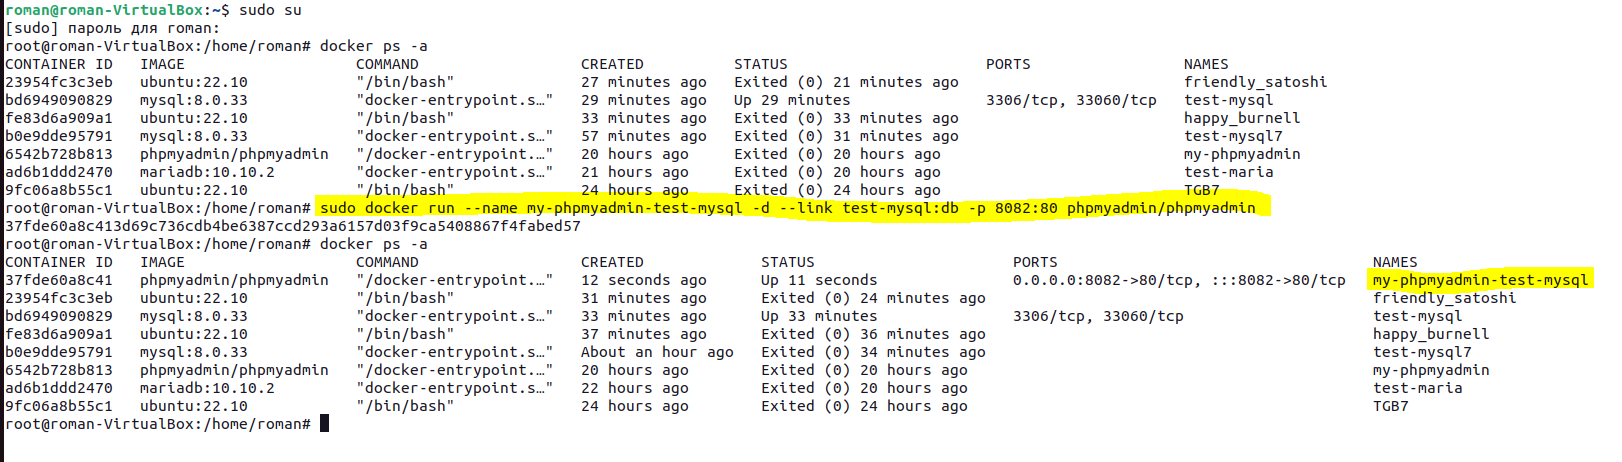 roman@roman-VirtualBox:~$ sudo su
[sudo] пароль для roman:
root@roman-VirtualBox:/home/roman# docker ps -a
CONTAINER ID   IMAGE                   COMMAND                  CREATED          STATUS                      PORTS                 NAMES
23954fc3c3eb   ubuntu:22.10            "/bin/bash"              27 minutes ago   Exited (0) 21 minutes ago                         friendly_satoshi
bd6949090829   mysql:8.0.33            "docker-entrypoint.s…"   29 minutes ago   Up 29 minutes               3306/tcp, 33060/tcp   test-mysql
fe83d6a909a1   ubuntu:22.10            "/bin/bash"              33 minutes ago   Exited (0) 33 minutes ago                         happy_burnell
b0e9dde95791   mysql:8.0.33            "docker-entrypoint.s…"   57 minutes ago   Exited (0) 31 minutes ago                         test-mysql7
6542b728b813   phpmyadmin/phpmyadmin   "/docker-entrypoint.…"   20 hours ago     Exited (0) 20 hours ago                           my-phpmyadmin
ad6b1ddd2470   mariadb:10.10.2         "docker-entrypoint.s…"   21 hours ago     Exited (0) 20 hours ago                           test-maria
9fc06a8b55c1   ubuntu:22.10            "/bin/bash"              24 hours ago     Exited (0) 24 hours ago                           TGB7
root@roman-VirtualBox:/home/roman# sudo docker run --name my-phpmyadmin-test-mysql -d --link test-mysql:db -p 8082:80 phpmyadmin/phpmyadmin
37fde60a8c413d69c736cdb4be6387ccd293a6157d03f9ca5408867f4fabed57
root@roman-VirtualBox:/home/roman# docker ps -a
CONTAINER ID   IMAGE                   COMMAND                  CREATED             STATUS                      PORTS                                   NAMES
37fde60a8c41   phpmyadmin/phpmyadmin   "/docker-entrypoint.…"   12 seconds ago      Up 11 seconds               0.0.0.0:8082->80/tcp, :::8082->80/tcp   my-phpmyadmin-test-mysql
23954fc3c3eb   ubuntu:22.10            "/bin/bash"              31 minutes ago      Exited (0) 24 minutes ago                                           friendly_satoshi
bd6949090829   mysql:8.0.33            "docker-entrypoint.s…"   33 minutes ago      Up 33 minutes               3306/tcp, 33060/tcp                     test-mysql
fe83d6a909a1   ubuntu:22.10            "/bin/bash"              37 minutes ago      Exited (0) 36 minutes ago                                           happy_burnell
b0e9dde95791   mysql:8.0.33            "docker-entrypoint.s…"   About an hour ago   Exited (0) 34 minutes ago                                           test-mysql7
6542b728b813   phpmyadmin/phpmyadmin   "/docker-entrypoint.…"   20 hours ago        Exited (0) 20 hours ago                                             my-phpmyadmin
ad6b1ddd2470   mariadb:10.10.2         "docker-entrypoint.s…"   22 hours ago        Exited (0) 20 hours ago                                             test-maria
9fc06a8b55c1   ubuntu:22.10            "/bin/bash"              24 hours ago        Exited (0) 24 hours ago                                             TGB7
root@roman-VirtualBox:/home/roman#